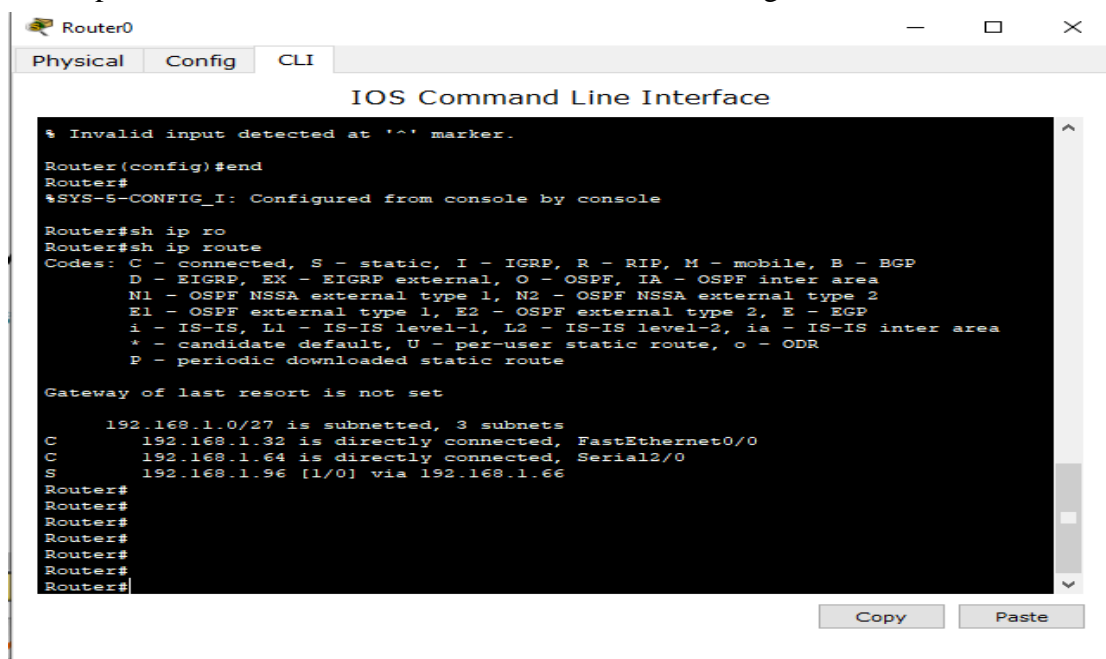 Router0
Physical Config CLI
IOS Command Line Interface
% Invalid input detected at '^' marker.
Router(config)#end
Router#
%SYS-5-CONFIG_I: Configured from console by console
Router#sh ip ro
Router#sh ip route
Codes: C - connected, S - static, I - IGRP, R - RIP, M - mobile, B - BGP
D - EIGRP, EX - EIGRP external, O - OSPF, IA - OSPF inter area
N1 - OSPF NSSA external type 1, N2 - OSPF NSSA external type 2
E1 - OSPF external type 1, E2 - OSPF external type 2, E - EGP
i - IS-IS, L1 - IS-IS level-1, L2 - IS-IS level-2, ia - IS-IS inter area
* - candidate default, U - per-user static route, o - ODR
P - periodic downloaded static route
Gateway of last resort is not set
192.168.1.0/27 is subnetted, 3 subnets
C 192.168.1.32 is directly connected, FastEthernet0/0
C 192.168.1.64 is directly connected, Serial2/0
S 192.168.1.96 [1/0] via 192.168.1.66
Router#
Router#
Router#
Router#
Router#
Router#
Router#
Copy Paste